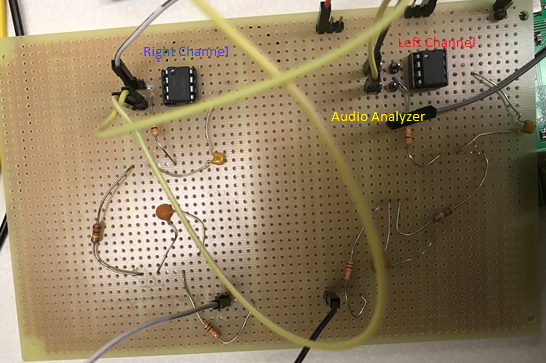 Right Channel
Left Channel
Audio Analyzer